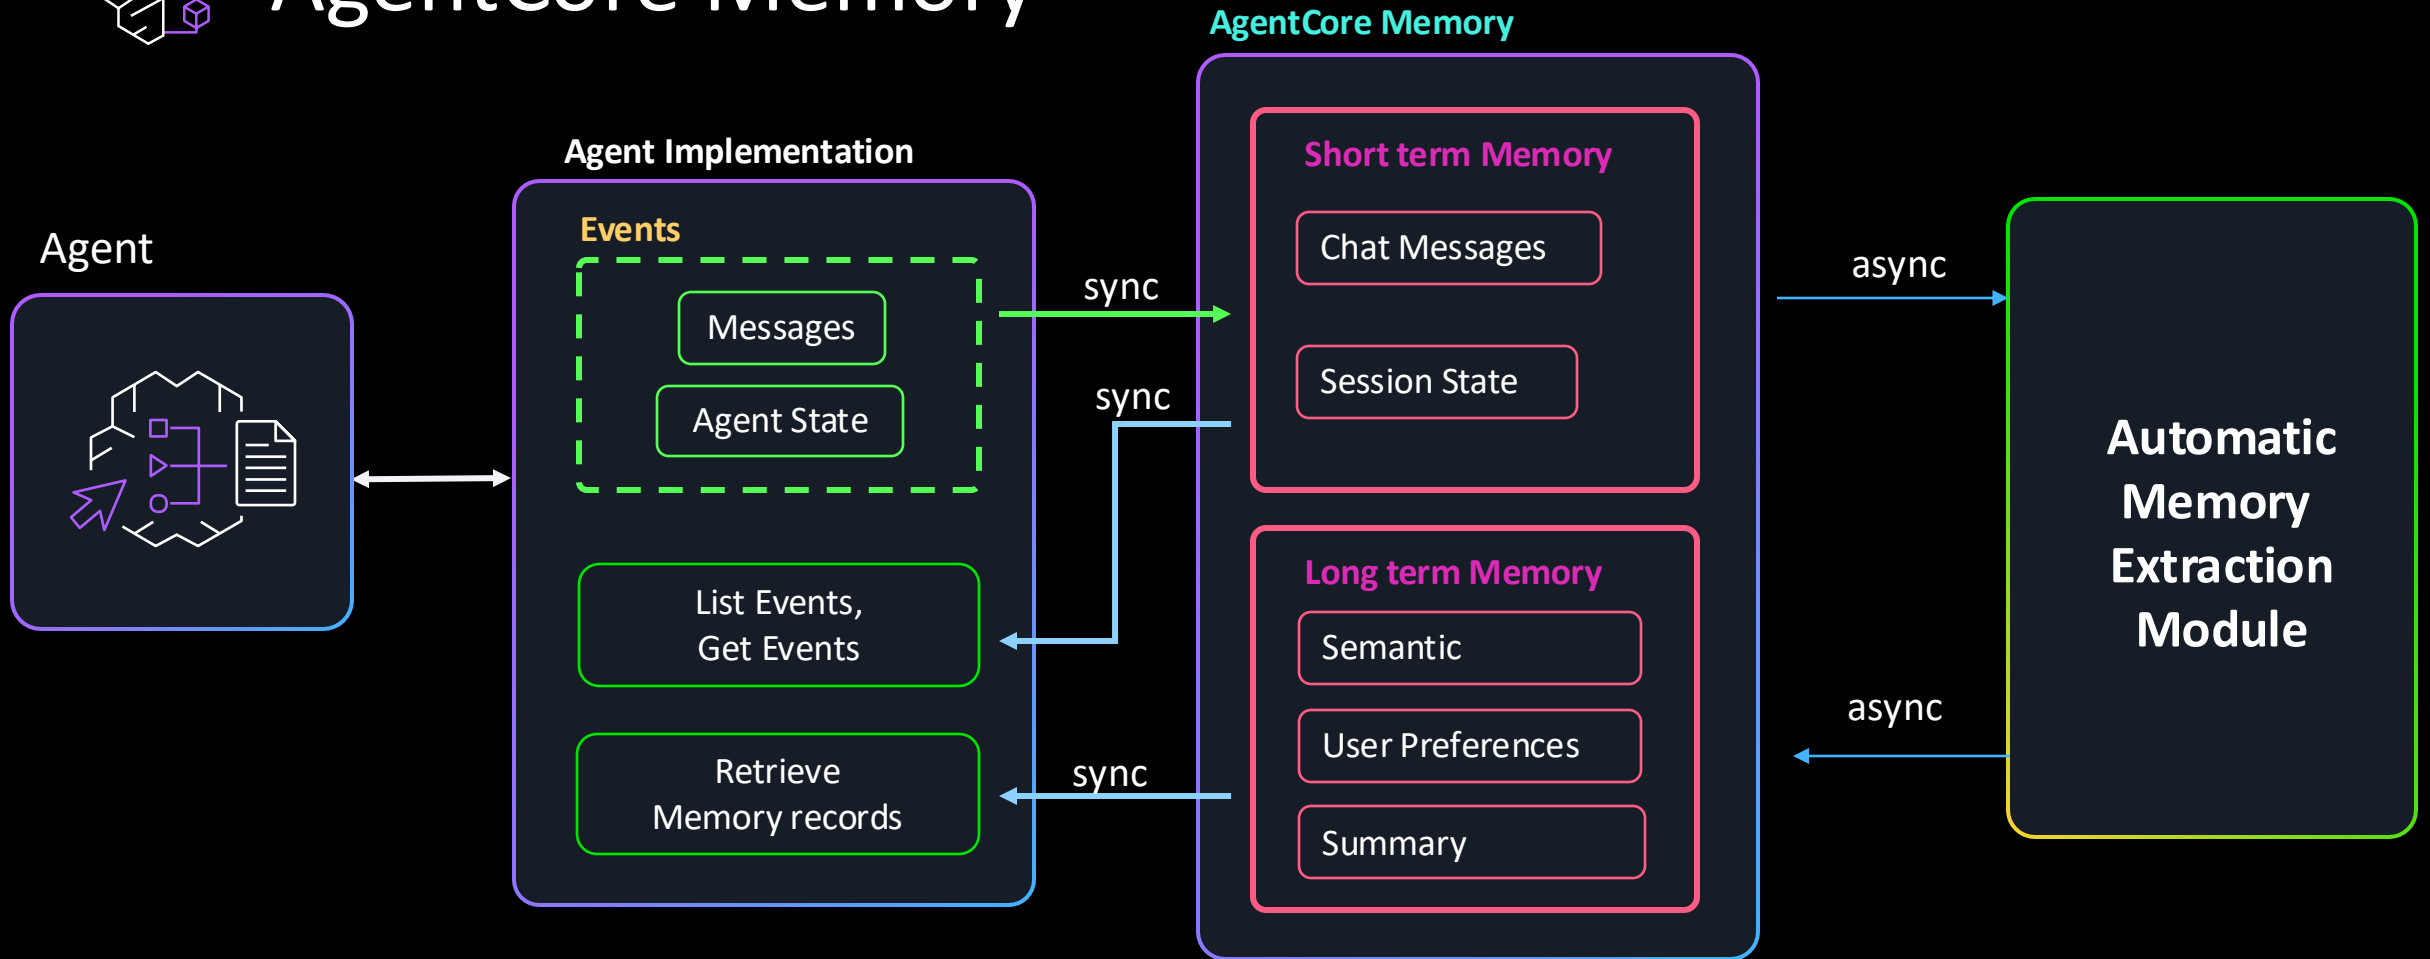 AgentCore Memory
AgentCore Memory
Agent Implementation
Agent
Events
Messages
Agent State
List Events,
Get Events
Retrieve
Memory records
sync
sync
sync
Short term Memory
Chat Messages
Session State
Long term Memory
Semantic
User Preferences
Summary
async
async
Automatic
Memory
Extraction
Module